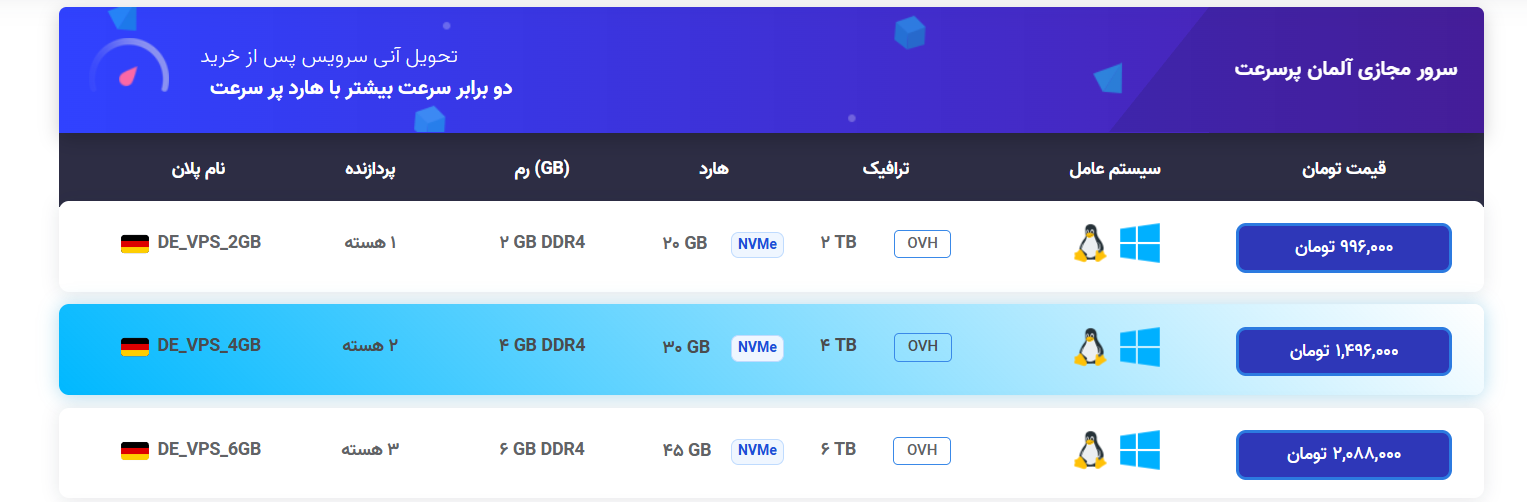 سرور مجازی آلمان پرسرعت
تحویل آنی سرویس پس از خرید
دو برابر سرعت بیشتر با هارد پر سرعت
نام پلان پردازنده رم (GB) هارد ترافیک سیستم عامل قیمت تومان
DE_VPS_2GB ۱ هسته ۲ GB DDR4 ۲۰ GB NVMe ۲ TB OVH ۹۹۶,۰۰۰ تومان
DE_VPS_4GB ۲ هسته ۴ GB DDR4 ۳۰ GB NVMe ۴ TB OVH ۱,۴۹۶,۰۰۰ تومان
DE_VPS_6GB ۳ هسته ۶ GB DDR4 ۴۵ GB NVMe ۶ TB OVH ۲,۰۸۸,۰۰۰ تومان